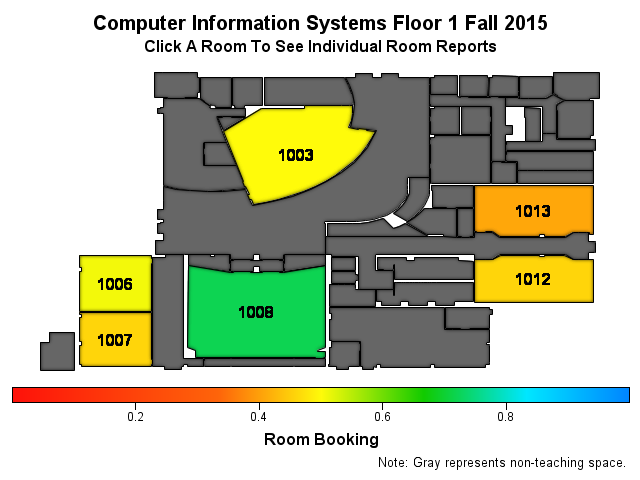 Computer Information Systems Floor 1 Fall 2015
Click A Room To See Individual Room Reports
1003
1013
1006
1012
1008
1007
0.2 0.4 0.6 0.8
Room Booking
Note: Gray represents non-teaching space.